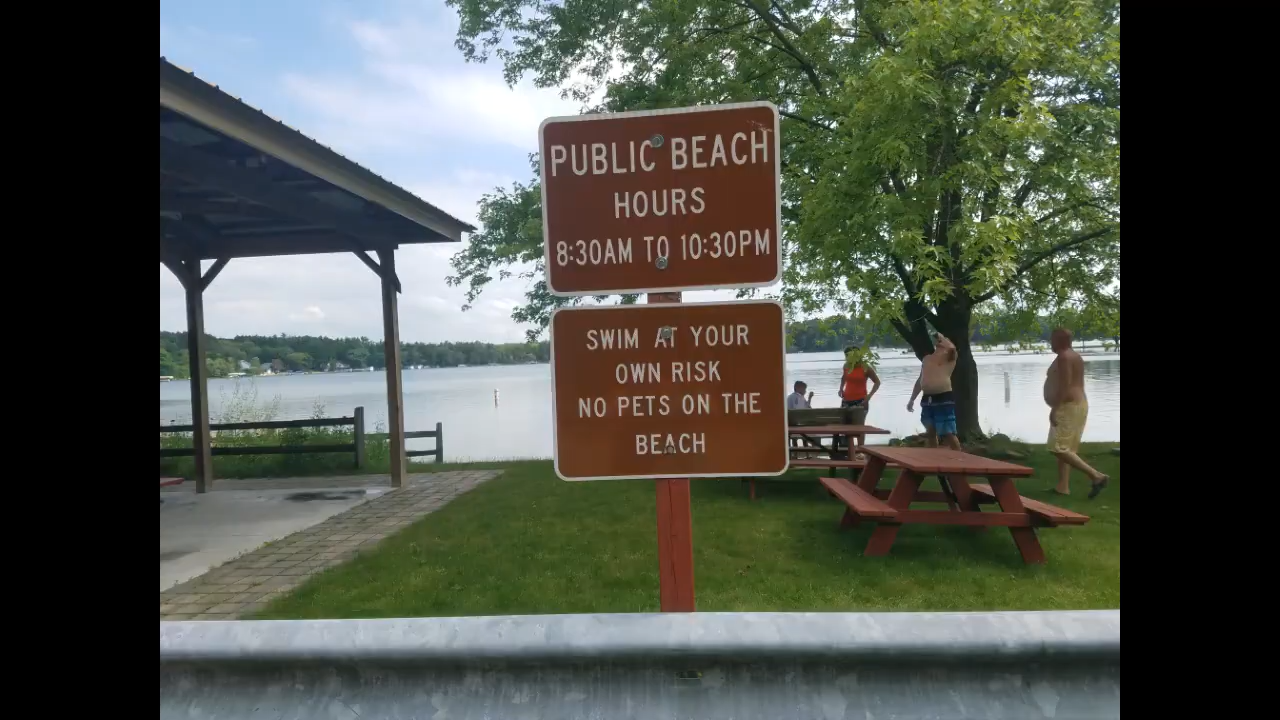 PUBLIC BEACH
HOURS
8:30AM TO 10:30PM
SWIM AT YOUR
OWN RISK
NO PETS ON THE
BEACH